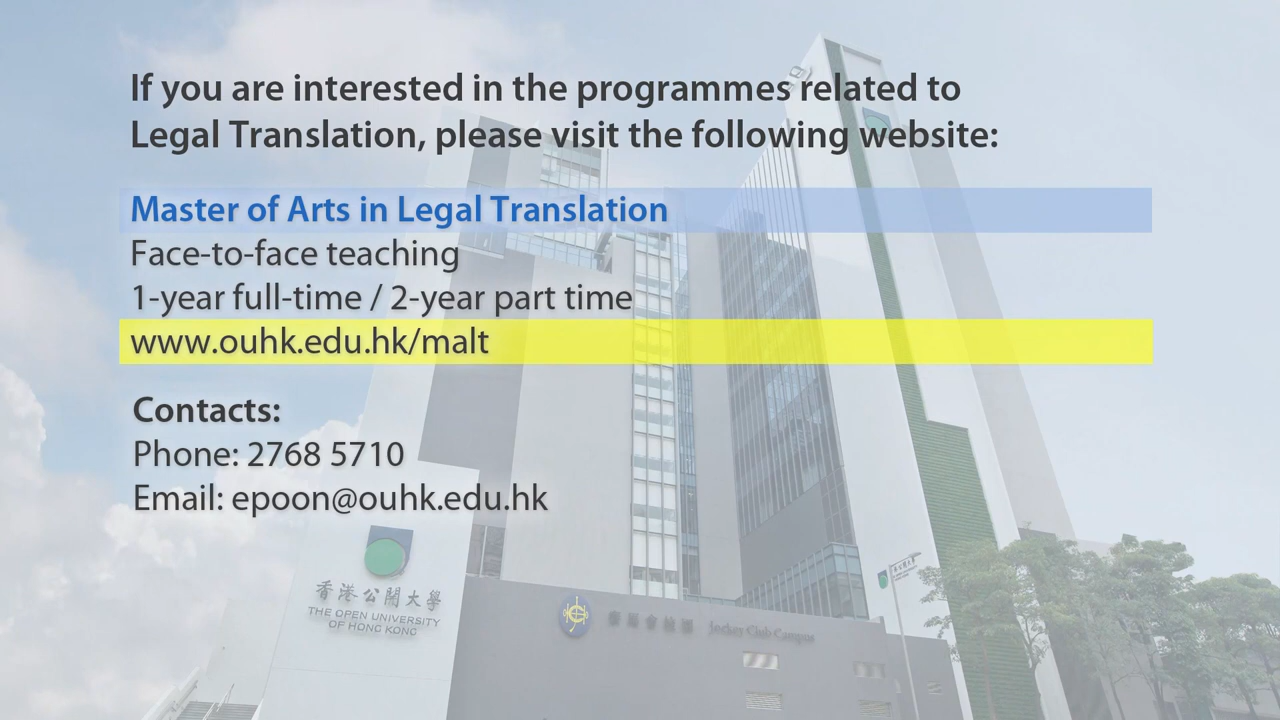 If you are interested in the programmes related to
Legal Translation, please visit the following website:
Master of Arts in Legal Translation
Face-to-face teaching
1-year full-time / 2-year part time
www.ouhk.edu.hk/malt
Contacts:
Phone: 2768 5710
Email: epoon@ouhk.edu.hk
香港公開大學
THE OPEN UNIVERSITY
OF HONG KONG
Jockey Club Campus